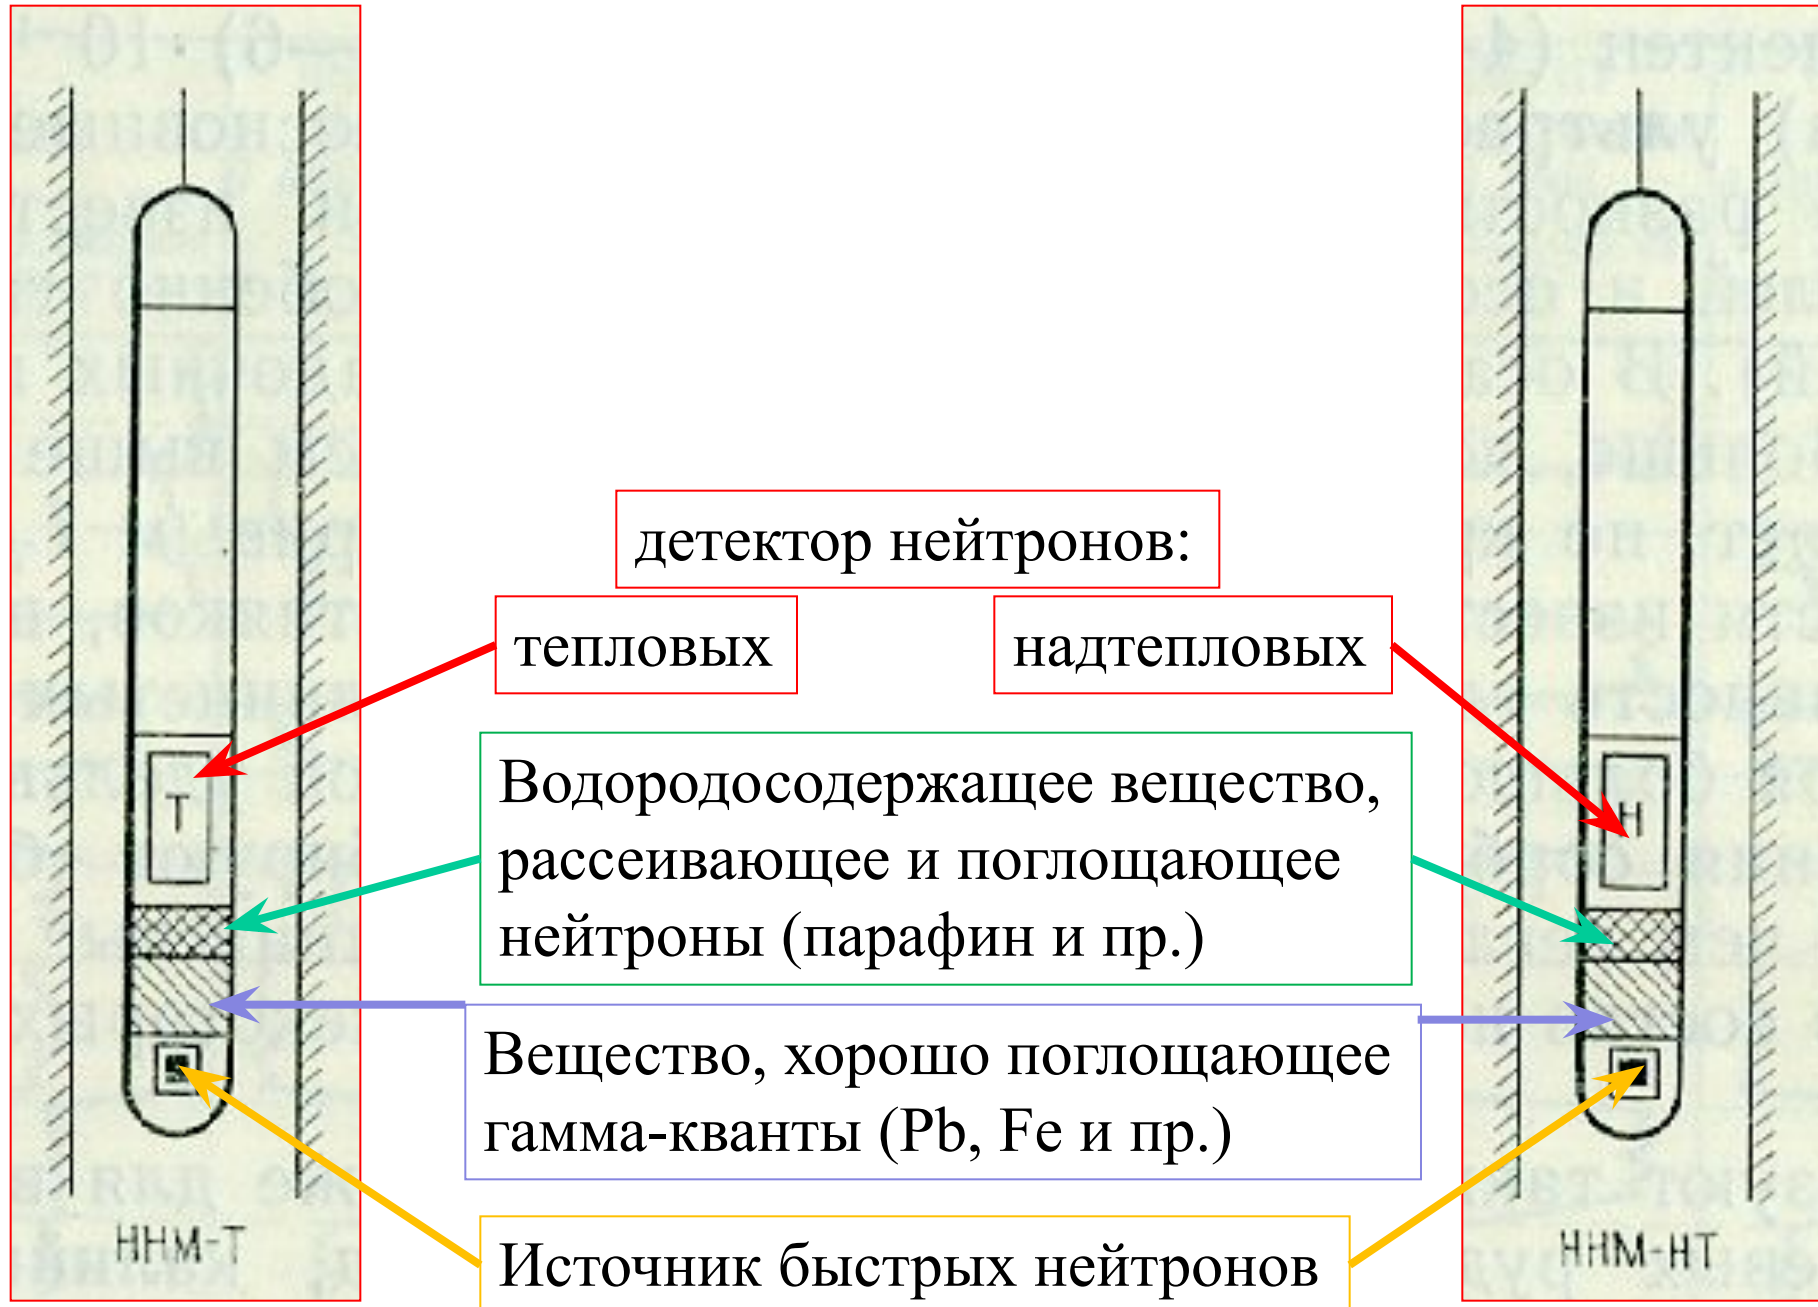 детектор нейтронов:
тепловых
надтепловых
Т
Н
Водородосодержащее вещество,
рассеивающее и поглощающее
нейтроны (парафин и пр.)
Вещество, хорошо поглощающее
гамма-кванты (Pb, Fe и пр.)
Источник быстрых нейтронов
ННМ-Т
ННМ-НТ